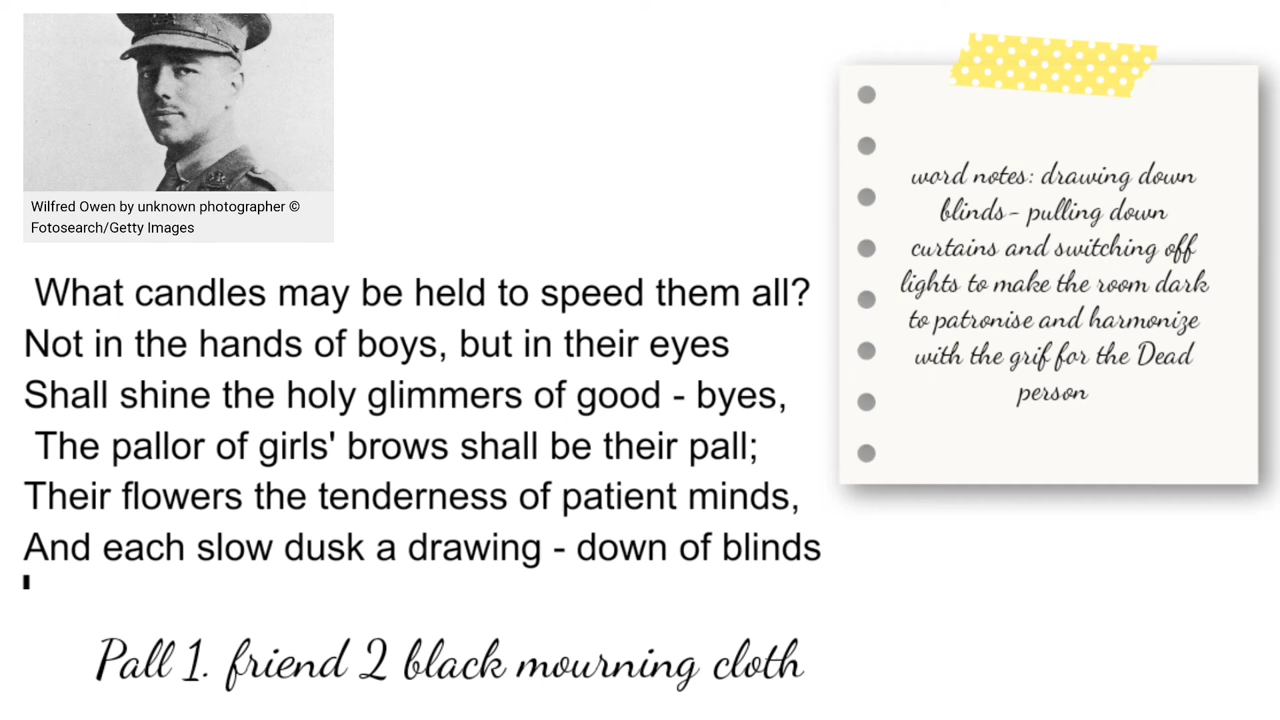 Wilfred Owen by unknown photographer ©
Fotosearch/Getty Images
What candles may be held to speed them all?
Not in the hands of boys, but in their eyes
Shall shine the holy glimmers of good - byes,
The pallor of girls' brows shall be their pall;
Their flowers the tenderness of patient minds,
And each slow dusk a drawing - down of blinds
Pall 1. friend 2 black mourning cloth
word notes: drawing down
blinds- pulling down
curtains and switching off
lights to make the room dark
to patronise and harmonize
with the grif for the Dead
person